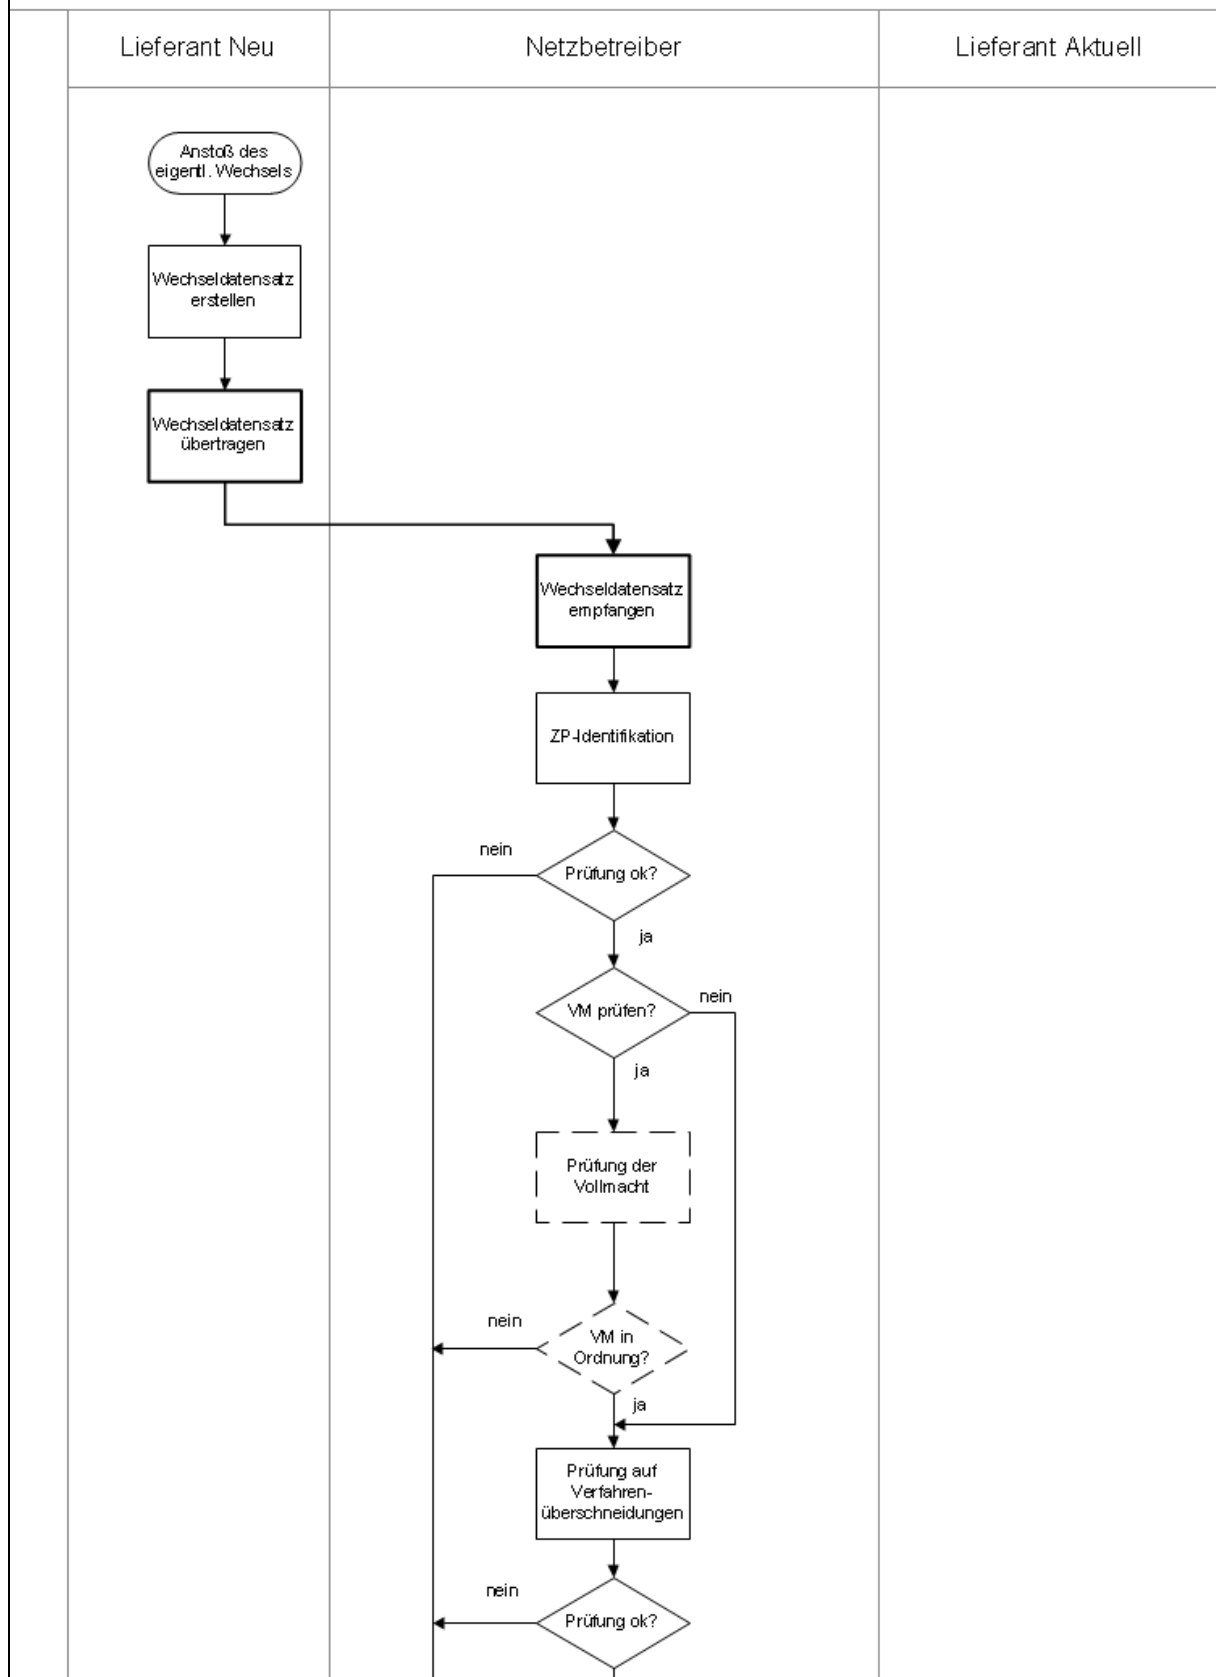 Lieferant Neu
Netzbetreiber
Lieferant Aktuell
Anstoß des
eigentl. Wechsels
Wechseldatensatz
erstellen
Wechseldatensatz
übertragen
Wechseldatensatz
empfangen
ZP-Identifikation
nein
Prüfung ok?
ja
VM prüfen?
nein
ja
Prüfung der
Vollmacht
nein
VM in
Ordnung?
ja
Prüfung auf
Verfahren-
überschneidungen
nein
Prüfung ok?